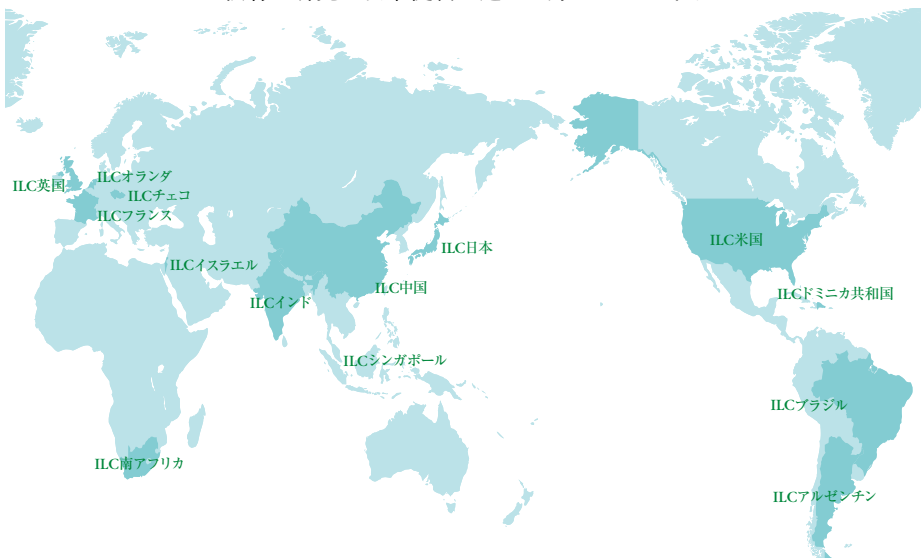 ILCオランダ
ILC英国
ILCチェコ
ILCフランス
ILC日本
ILC米国
ILCイスラエル
ILC中国
ILCドミニカ共和国
ILCインド
ILCシンガポール
ILCブラジル
ILC南アフリカ
ILCアルゼンチン